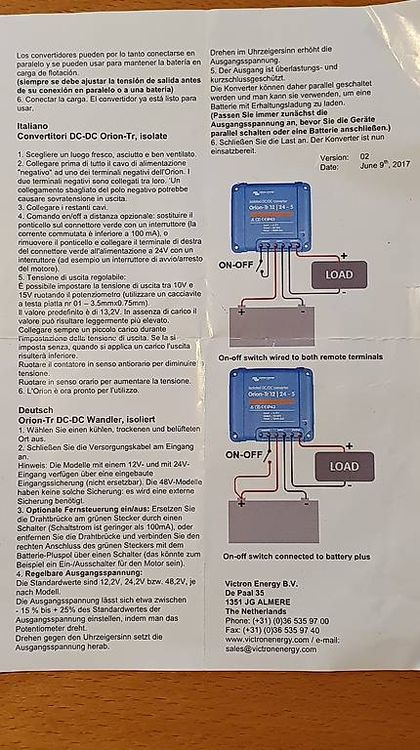 Los convertidores pueden por lo tanto conectarse en
paralelo y se pueden usar para mantener la batería en
carga de flotación.
(siempre se debe ajustar la tensión de salida antes
de su conexión en paralelo o a una batería)
6. Conectar la carga. El convertidor ya está listo para
usar.
Italiano
Convertitori DC-DC Orion-Tr, isolate
1. Scegliere un luogo fresco, asciuto e ben ventilato.
2. Collegare prima di tutto il cavo di alimentazione
"negativo" ad uno dei terminali negativi dell'Orion. I
due terminali negativi sono collegati tra loro. 'Un
collegamento sbagliato del polo negativo potrebbe
causare sovratensione in uscita.
3. Collegare i restanti cavi.
4. Comando on/off a distanza opzionale: sostituire il
ponticello sul connettore verde con un interruttore (la
corrente commutata è inferiore a 100 mA), o
rimuovere il ponticello e collegare il terminale di destra
del connettore verde all'alimentazione a 24V con un
interruttore (ad esempio un interruttore di avvio/arresto
del motore).
5. Tensione di uscita regolabile:
È possibile impostare la tensione di uscita tra 10V e
15V ruotando il potenziometro (utilizzare un cacciavite
a testa piatta nr 01 – 3.5mmx0.75mm)
Il valore predefinito è di 13,2V. In assenza di carico il
valore può risultare leggermente più elevato.
Collegare sempre un piccolo carico durante
l'impostazione della tensione di uscita. Se la si
imposta senza, quando si applica un carico l'uscita
risulterà inferiore.
Ruotare il contatore in senso antiorario per diminuire la
tensione.
Ruotare in senso orario per aumentare la tensione.
6. L'Orion è ora pronto per l'utilizzo.
Deutsch
Orion-Tr DC-DC Wandler, isoliert
1. Wählen Sie einen kühlen, trockenen und belüfteten
Ort aus.
2. Schließen Sie die Versorgungskabel am Eingang
an.
Hinweis: Die Modelle mit einem 12V- und mit 24V-
Eingang verfügen über eine eingebaute
Eingangssicherung (nicht ersetzbar). Die 48V-Modelle
haben keine solche Sicherung: es wird eine externe
Sicherung benötigt.
3. Optionale Fernsteuerung ein/aus: Ersetzen Sie
die Drahtbrücke am grünen Stecker durch einen
Schalter (Schaltstrom ist geringer als 100mA), oder
entfernen Sie die Drahtbrücke und verbinden Sie den
rechten Anschluss des grünen Steckers mit dem
Batterie-Pluspol über einen Schalter (das könnte zum
Beispiel ein Ein-/Ausschalter für den Motor sein).
4. Regelbare Ausgangsspannung:
Die Standardwerte sind 12,2V, 24,2V bzw. 48,2V, je
nach Modell.
Die Ausgangsspannung lässt sich etwa zwischen
- 15 % bis + 25% des Standardwertes der
Ausgangsspannung einstellen, indem man das
Potentiometer dreht.
Drehen gegen den Uhrzeigersinn setzt die
Ausgangsspannung herab.
Drehen im Uhrzeigersinn erhöht die
Ausgangsspannung.
5. Der Ausgang ist überlastungs- und
kurzschlussgeschützt.
Die Konverter können daher parallel geschaltet
werden und man kann sie verwenden, um eine
Batterie mit Erhaltungsladung zu laden.
(Passen Sie immer zunächst die
Ausgangsspannung an, bevor Sie die Geräte
parallel schalten oder eine Batterie anschließen.)
6. Schließen Sie die Last an. Der Konverter ist nun
einsatzbereit.
Version: 02
Date: June 9th, 2017
Orion-Tr 12 | 24 - 5
ON-OFF
LOAD
+
-
+
-
On-off switch wired to both remote terminals
Orion-Tr 12 | 24 - 5
ON-OFF
LOAD
+
-
+
-
On-off switch connected to battery plus
Victron Energy B.V.
De Paal 35
1351 JG ALMERE
The Netherlands
Phone: (+31) (0)36 535 97 00
Fax: (+31) (0)36 535 97 40
www.victronenergy.com / e-mail:
sales@victronenergy.com